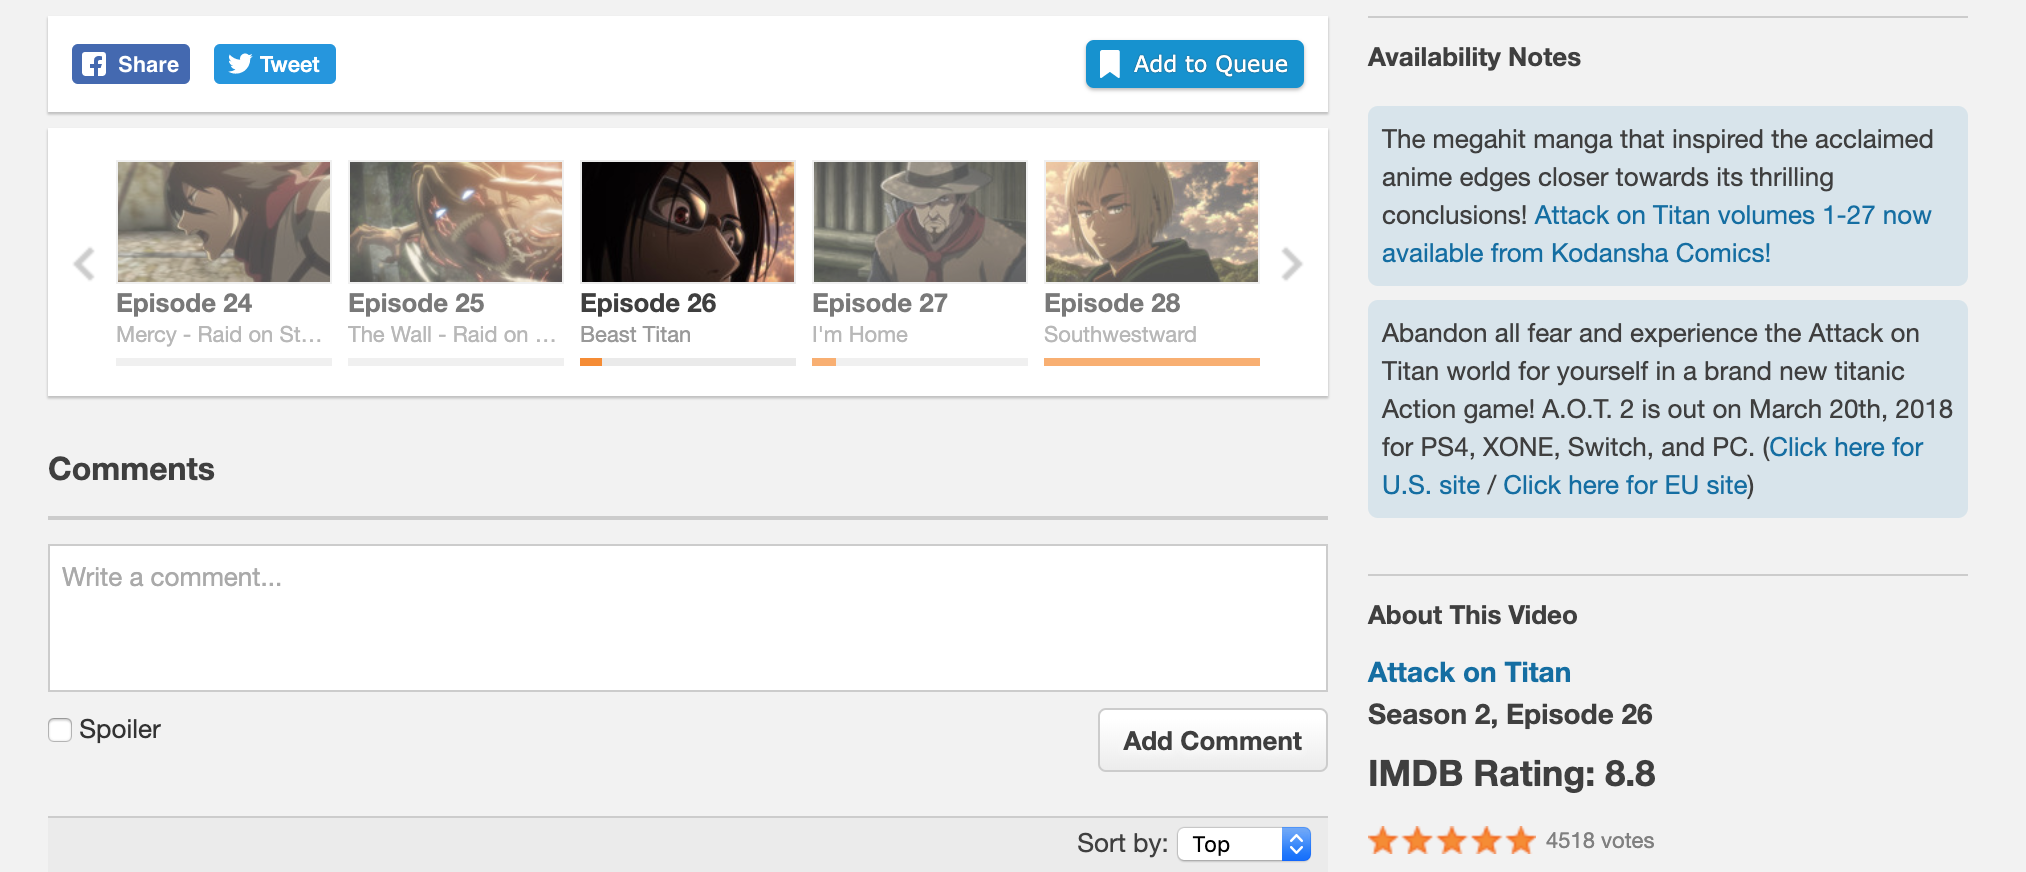 Share
Tweet
Add to Queue
Episode 24
Mercy - Raid on St...
Episode 25
The Wall - Raid on ...
Episode 26
Beast Titan
Episode 27
I'm Home
Episode 28
Southwestward
Comments
Write a comment...
Spoiler
Add Comment
Sort by: Top
Availability Notes
The megahit manga that inspired the acclaimed
anime edges closer towards its thrilling
conclusions! Attack on Titan volumes 1-27 now
available from Kodansha Comics!
Abandon all fear and experience the Attack on
Titan world for yourself in a brand new titanic
Action game! A.O.T. 2 is out on March 20th, 2018
for PS4, XONE, Switch, and PC. (Click here for
U.S. site / Click here for EU site)
About This Video
Attack on Titan
Season 2, Episode 26
IMDB Rating: 8.8
4518 votes